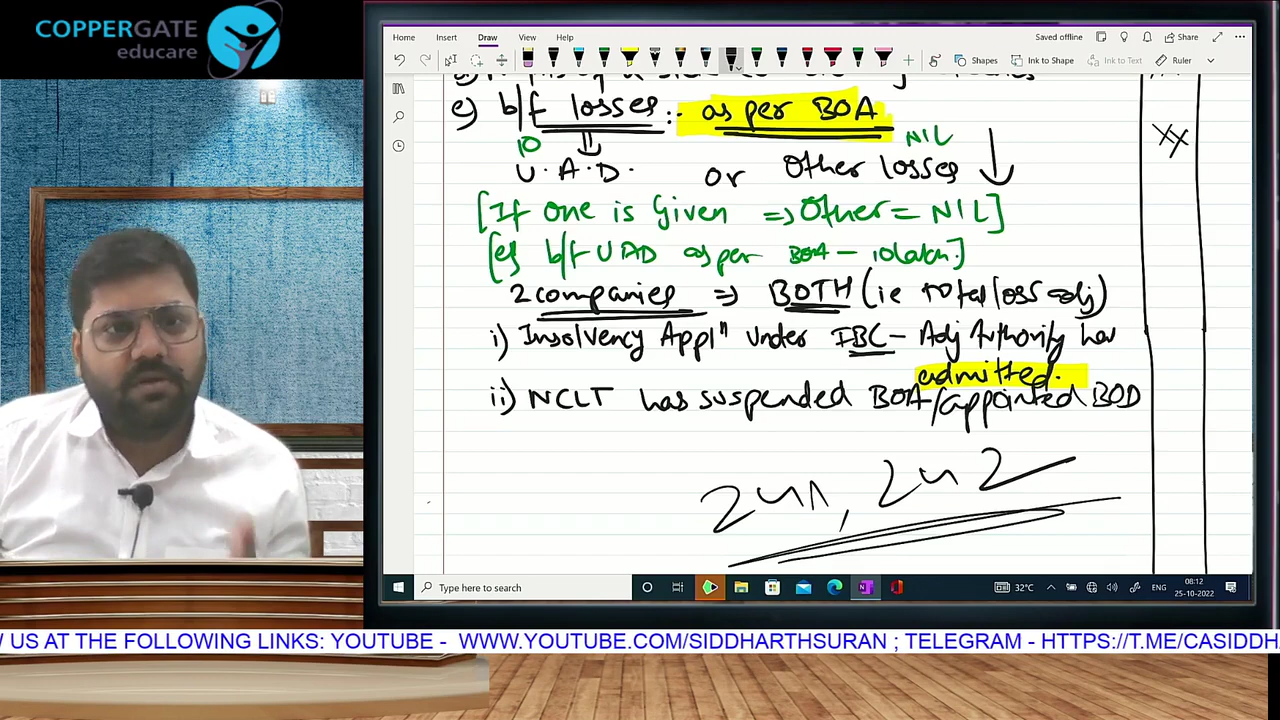 COPPERGATE
educare
Home Insert Draw View Help
Saved offline
Share
Shapes
Ink to Shape
Ink to Text
Ruler
e) b/f losses :- as per BOA
10
NIL
XX
U.A.D. or Other losses
[If one is Given => Other = NIL]
[eg b/f UAD as per BOA - 10 lakh.]
2 companies => BOTH (ie total loss adj)
i) Insolvency Appl" under IBC - Adj Authority has
admitted.
ii) NCLT has suspended BOA/appointed BOD
241, 242
Type here to search
32°C
ENG
08:12
25-10-2022
W US AT THE FOLLOWING LINKS: YOUTUBE - WWW.YOUTUBE.COM/SIDDHARTHSURAN ; TELEGRAM - HTTPS://T.ME/CASIDDHA